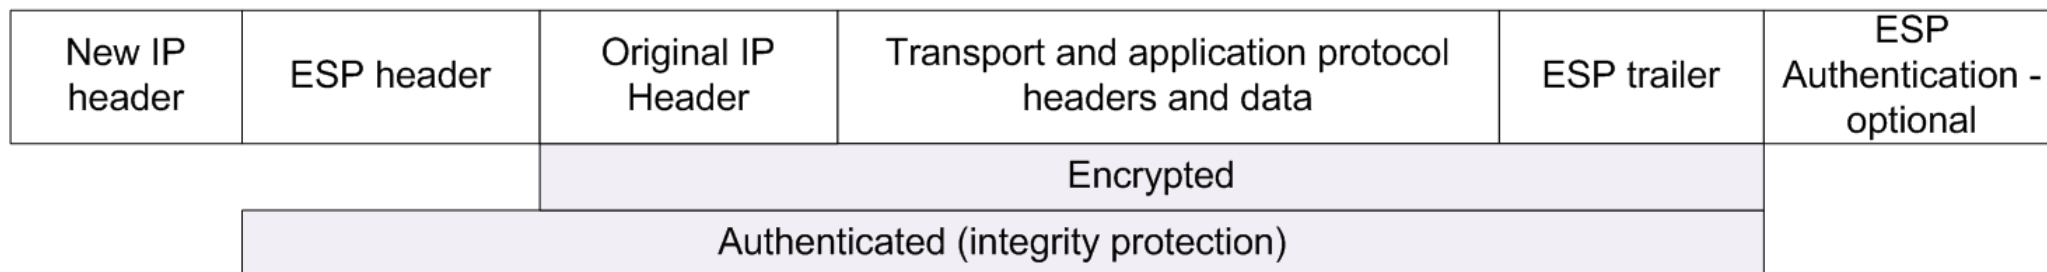 New IP
header
ESP header
Original IP
Header
Transport and application protocol
headers and data
ESP trailer
ESP
Authentication -
optional
Encrypted
Authenticated (integrity protection)